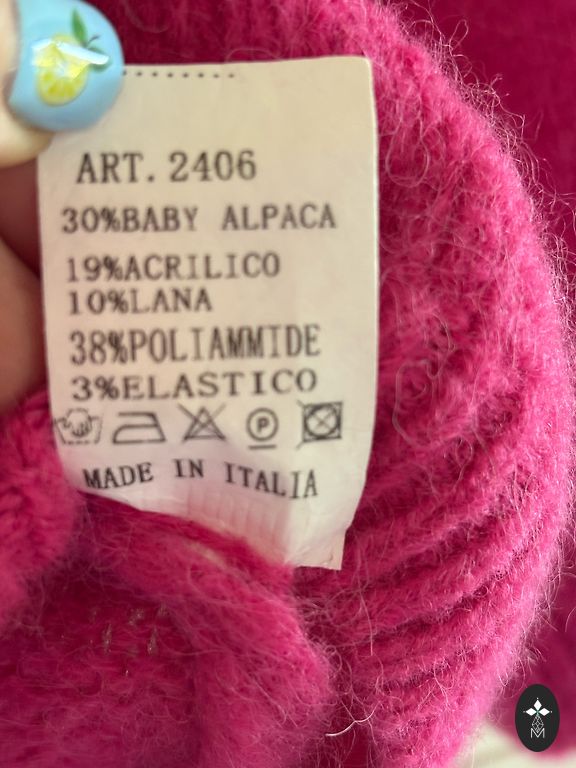 ART. 2406
30%BABY ALPACA
19%ACRILICO
10%LANA
38%POLIAMMIDE
3%ELASTICO
P
MADE IN ITALIA
M